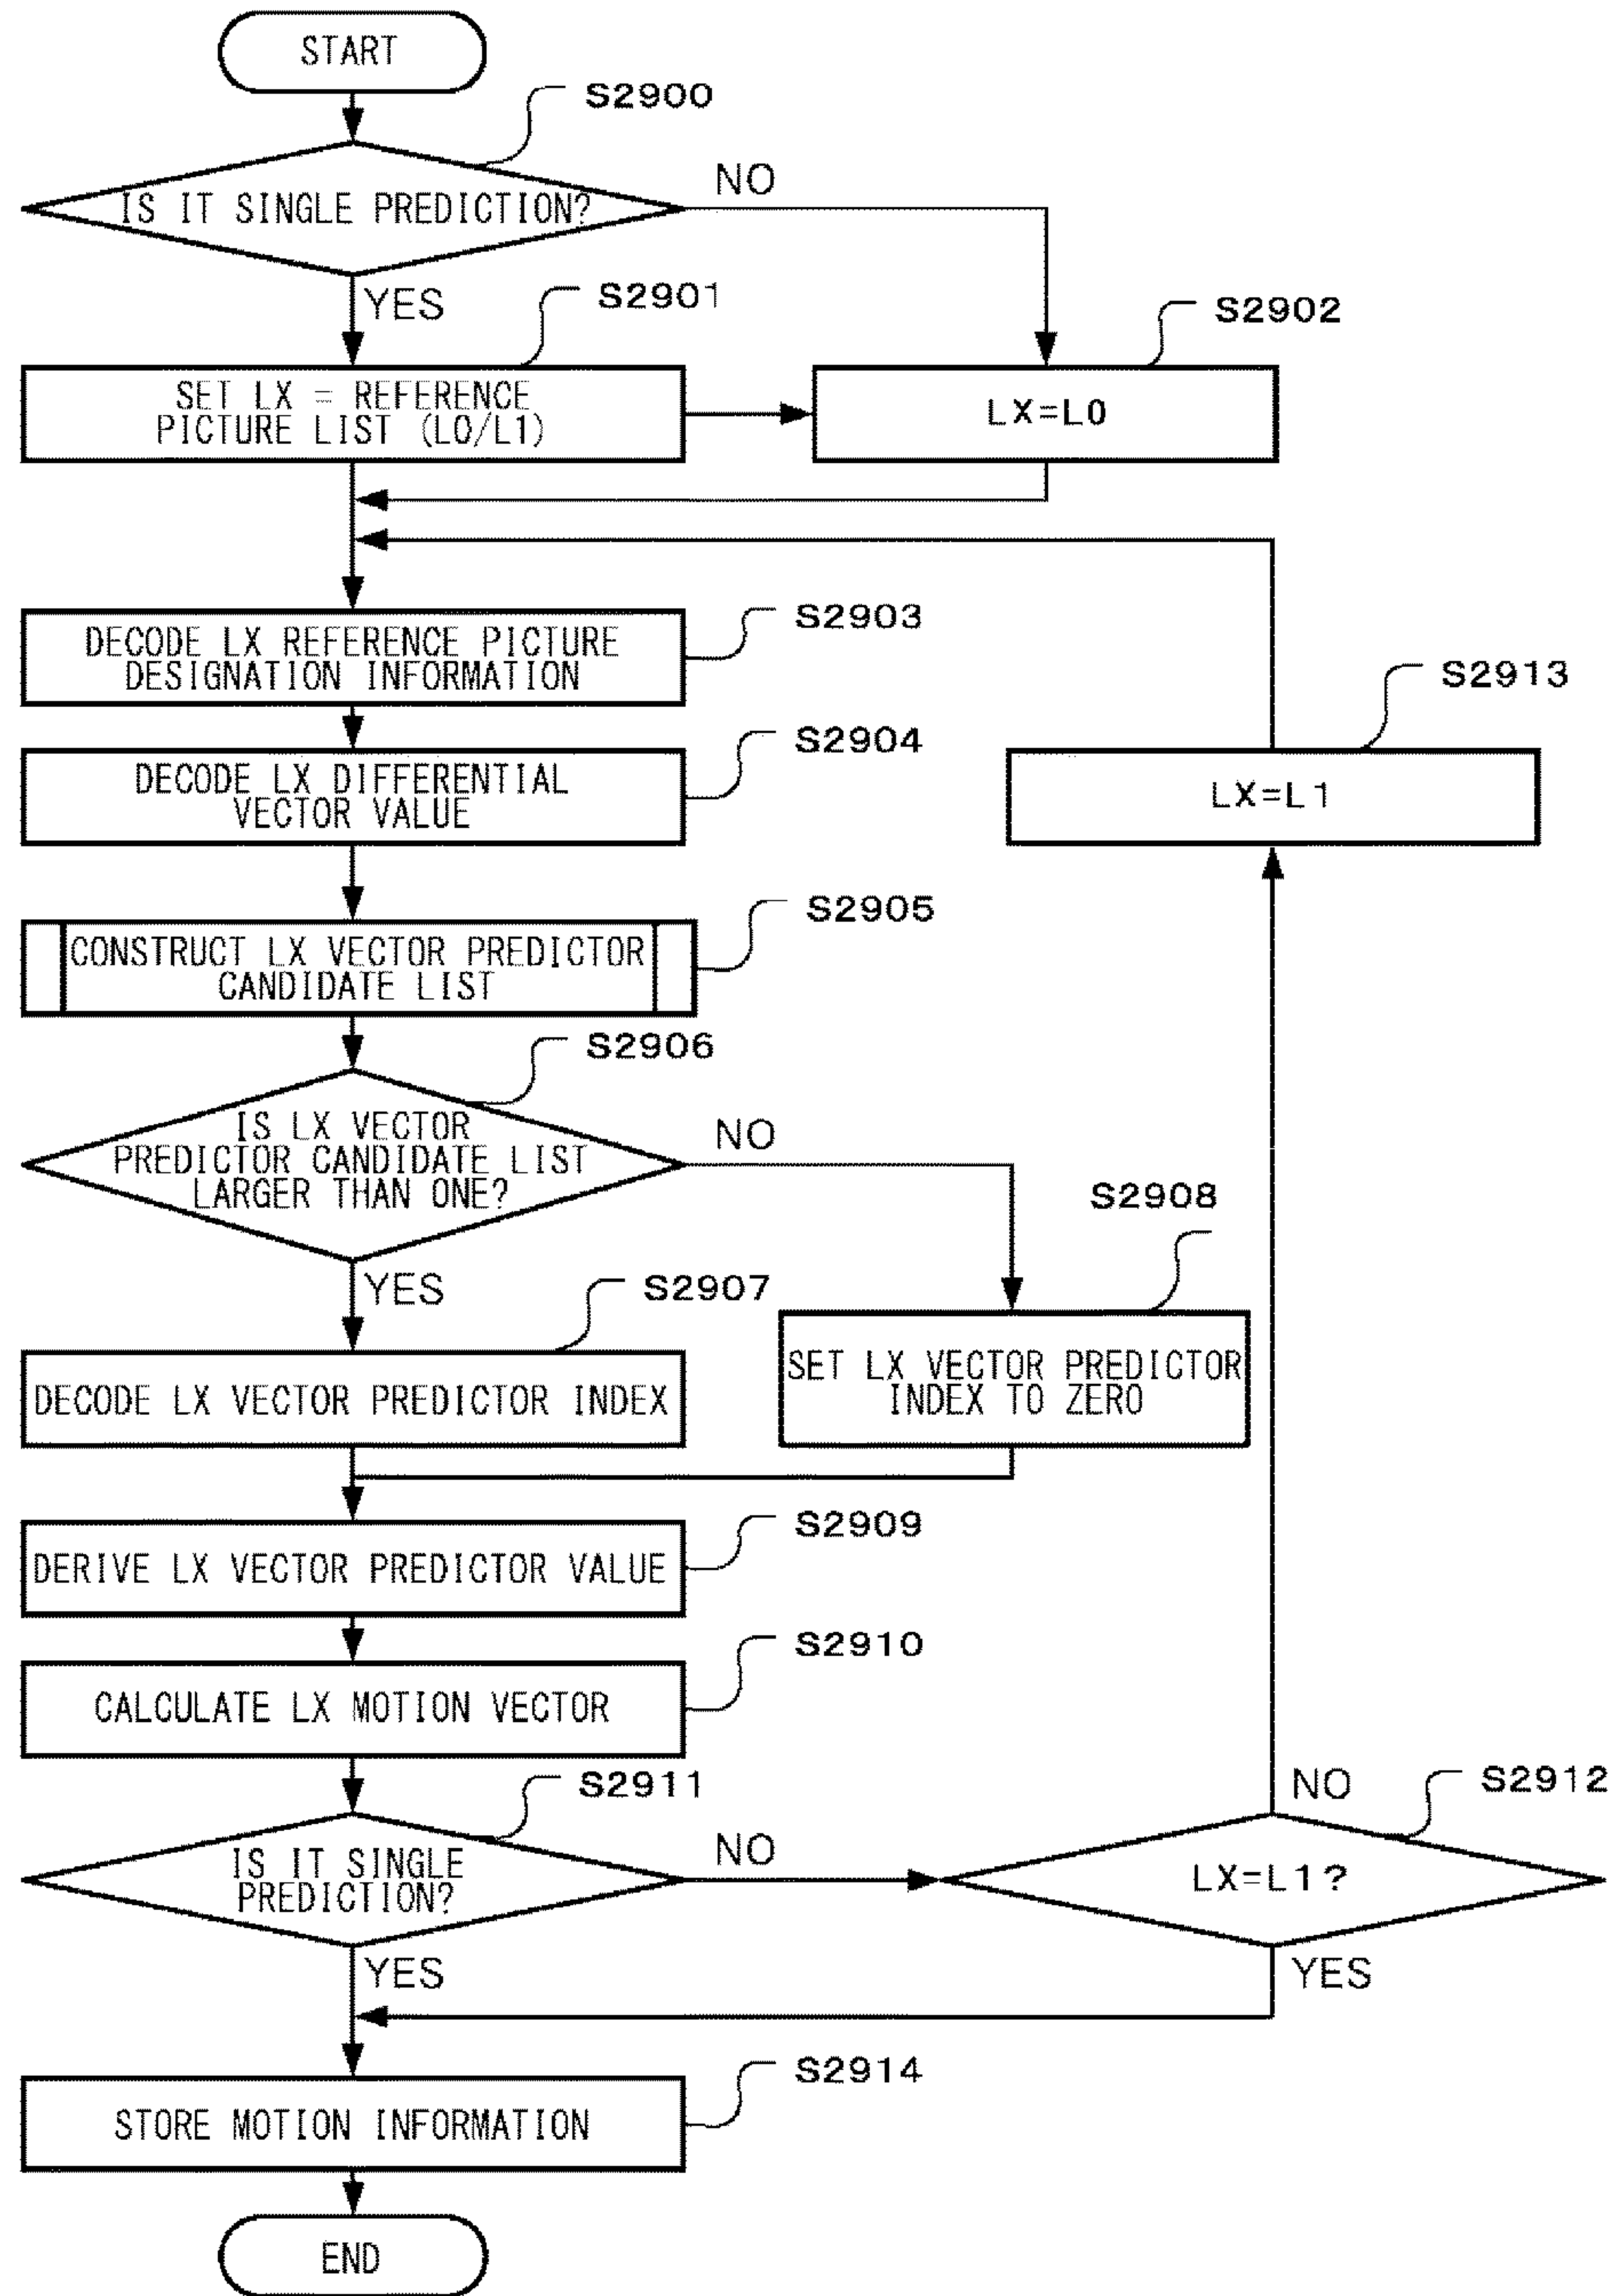 START
S2900
IS IT SINGLE PREDICTION?
NO
YES
S2901
S2902
SET LX = REFERENCE
PICTURE LIST (L0/L1)
LX=L0
S2903
DECODE LX REFERENCE PICTURE
DESIGNATION INFORMATION
S2913
S2904
DECODE LX DIFFERENTIAL
VECTOR VALUE
LX=L1
S2905
CONSTRUCT LX VECTOR PREDICTOR
CANDIDATE LIST
S2906
IS LX VECTOR
PREDICTOR CANDIDATE LIST
LARGER THAN ONE?
NO
S2908
YES
S2907
SET LX VECTOR PREDICTOR
INDEX TO ZERO
DECODE LX VECTOR PREDICTOR INDEX
S2909
DERIVE LX VECTOR PREDICTOR VALUE
S2910
CALCULATE LX MOTION VECTOR
S2911
NO
S2912
IS IT SINGLE
PREDICTION?
NO
LX=L1?
YES
YES
S2914
STORE MOTION INFORMATION
END